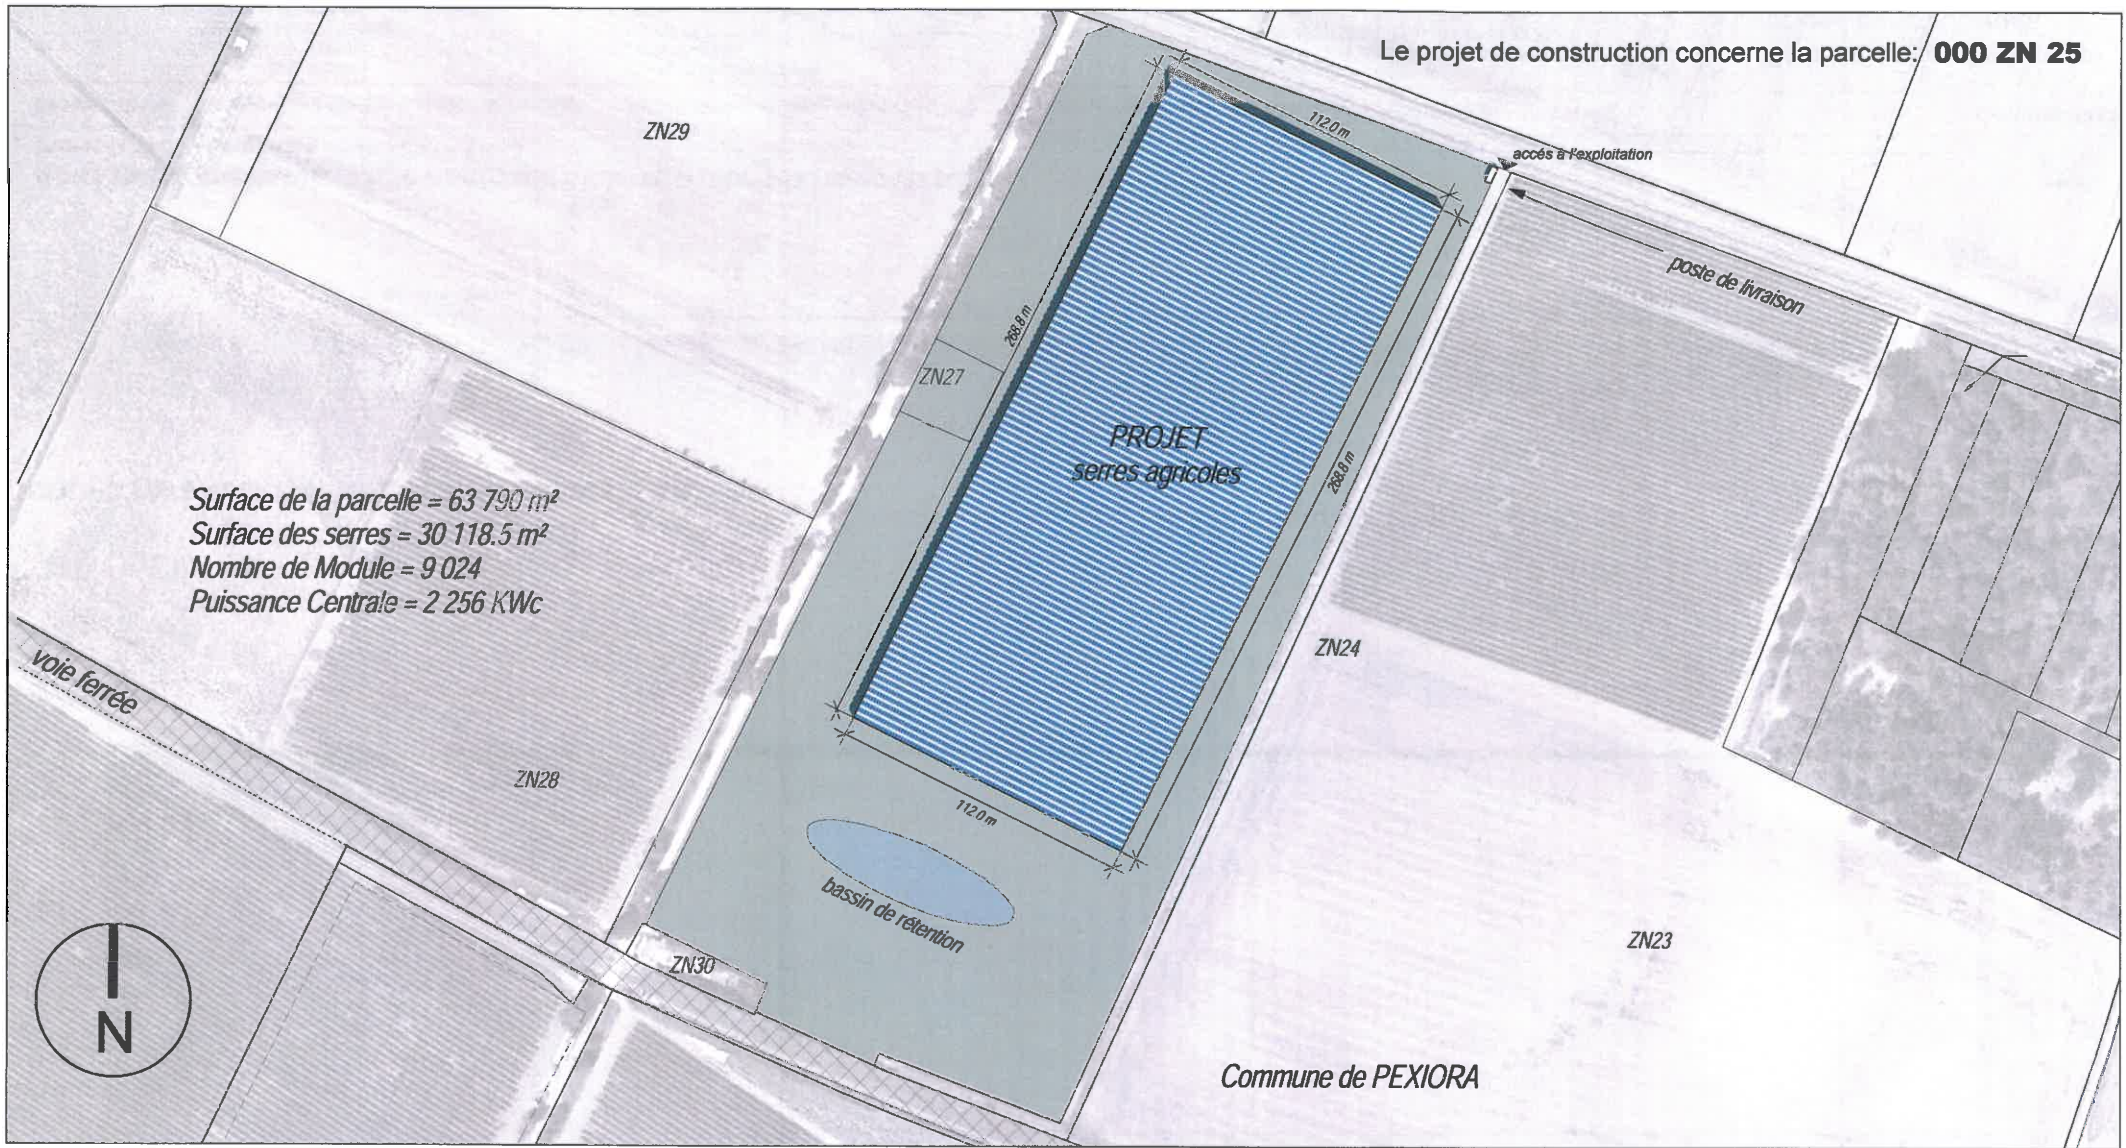 Le projet de construction concerne la parcelle: 000 ZN 25
ZN29
112.0 m
accés à l'exploitation
poste de livraison
268.8 m
ZN27
PROJET
serres agricoles
268.8 m
Surface de la parcelle = 63 790 m²
Surface des serres = 30 118.5 m²
Nombre de Module = 9 024
Puissance Centrale = 2 256 KWc
ZN24
voie ferrée
ZN28
112.0 m
bassin de rétention
ZN30
ZN23
N
Commune de PEXIORA